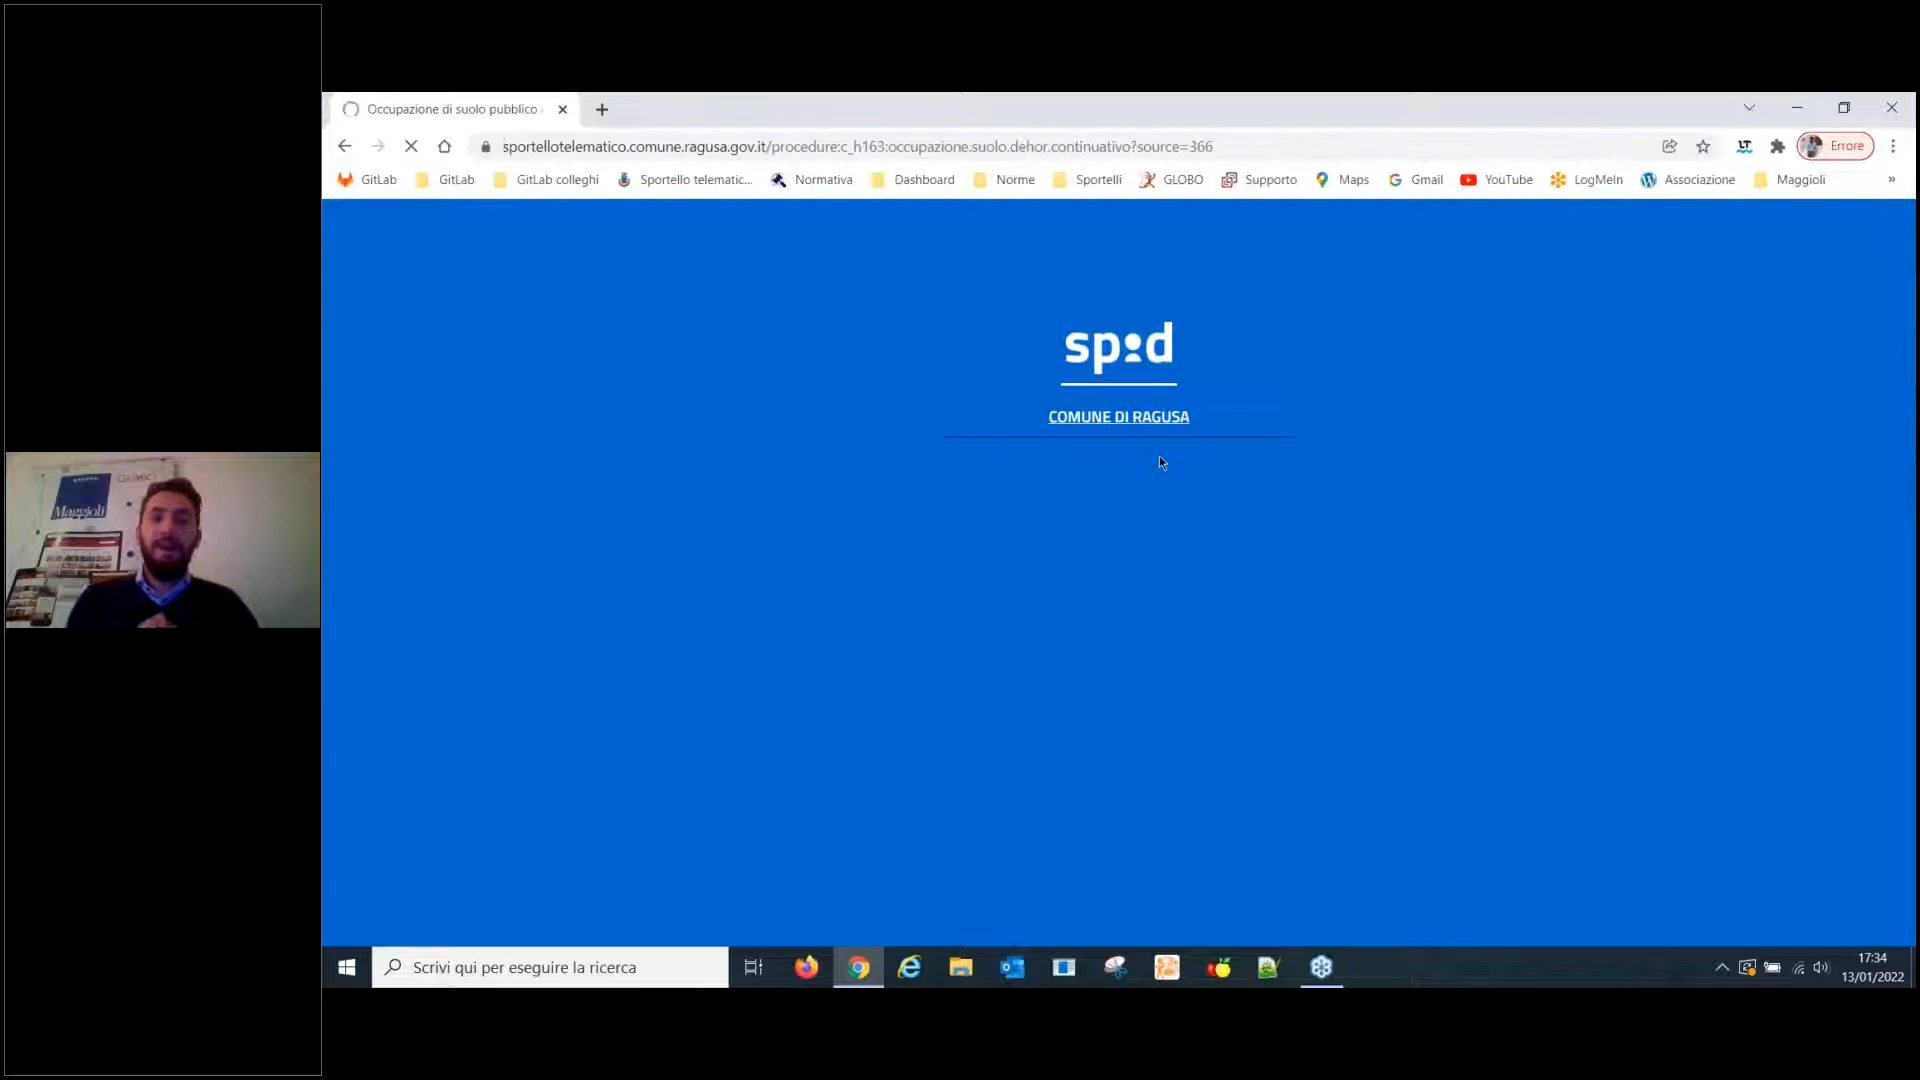 Occupazione di suolo pubblico
sportellotelematico.comune.ragusa.gov.it/procedure:c_h163:occupazione.suolo.dehor.continuativo?source=366
LT
Errore
GitLab GitLab GitLab colleghi Sportello telematic... Normativa Dashboard Norme Sportelli GLOBO Supporto Maps Gmail YouTube LogMeIn Associazione Maggioli »
spid
COMUNE DI RAGUSA
Maggioli
Scrivi qui per eseguire la ricerca
17:34
13/01/2022